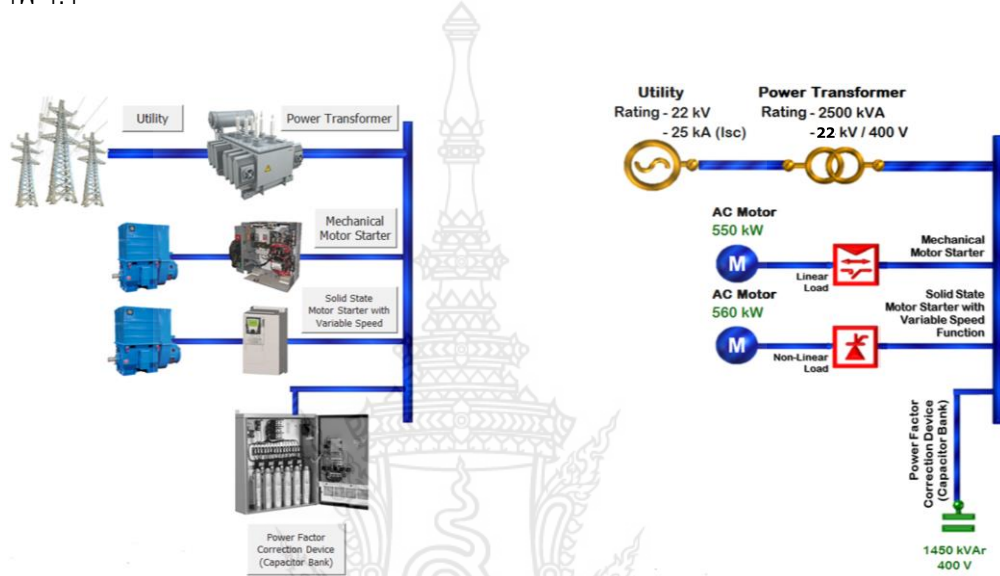 Utility
Power Transformer
Mechanical
Motor Starter
Solid State
Motor Starter with
Variable Speed
Power Factor
Correction Device
(Capacitor Bank)
Utility
Rating - 22 kV
- 25 kA (Isc)
Power Transformer
Rating - 2500 kVA
- 22 kV / 400 V
AC Motor
550 kW
M
Linear
Load
Mechanical
Motor Starter
AC Motor
560 kW
M
Non-Linear
Load
Solid State
Motor Starter with
Variable Speed
Function
Power Factor
Correction Device
(Capacitor Bank)
1450 kVAr
400 V